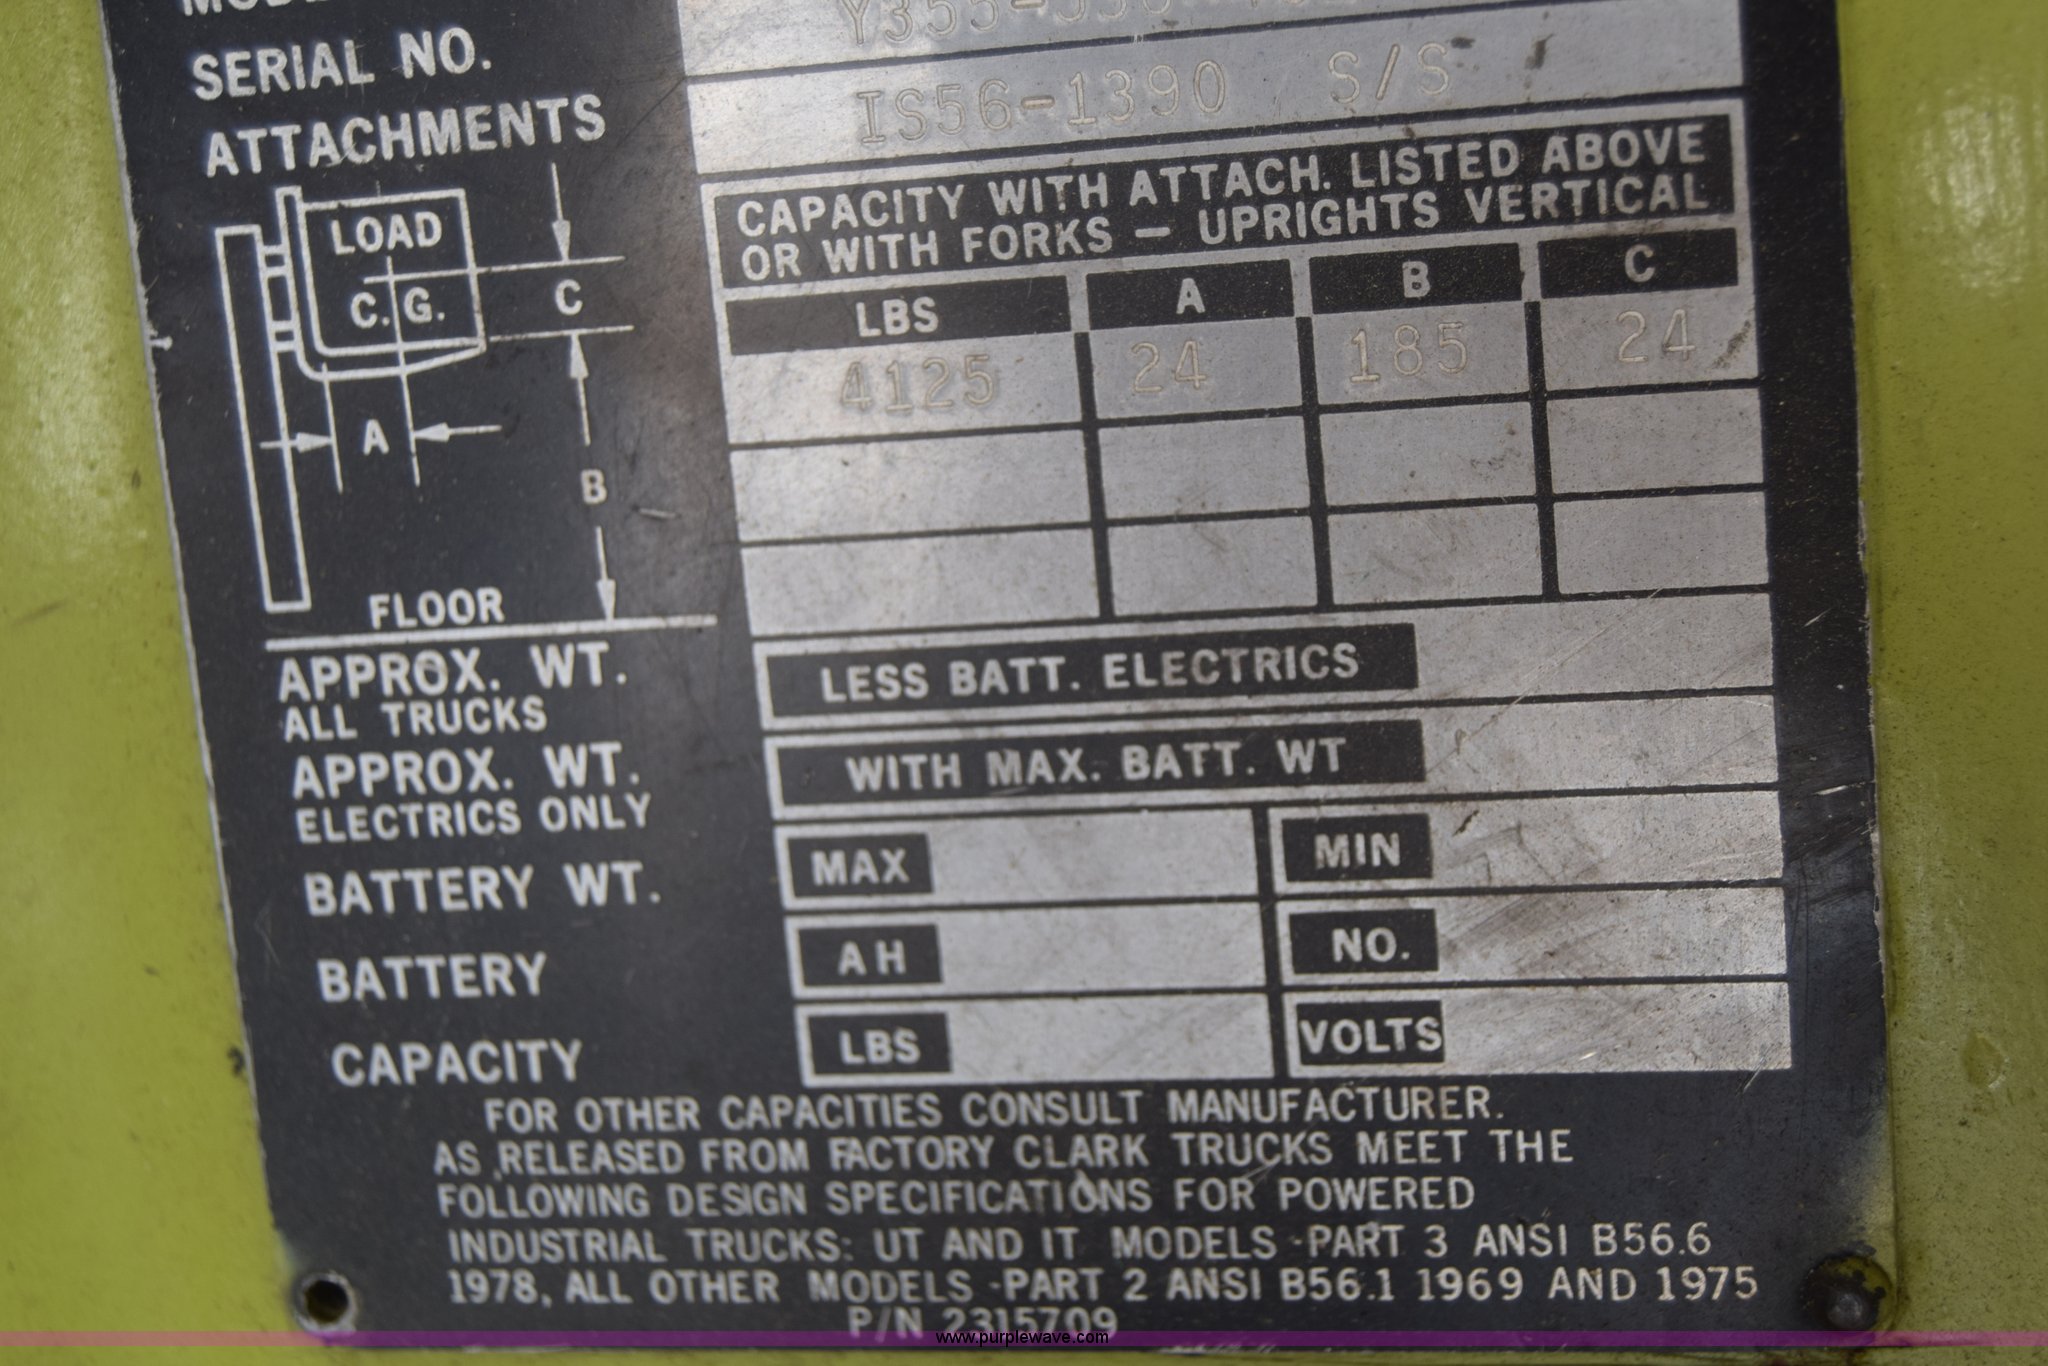 SERIAL NO.
ATTACHMENTS
IS56-1390 S/S
CAPACITY WITH ATTACH. LISTED ABOVE
OR WITH FORKS — UPRIGHTS VERTICAL
LBS A B C
4125 24 185 24
LOAD
C.G.
C
A
B
FLOOR
APPROX. WT.
ALL TRUCKS
LESS BATT. ELECTRICS
APPROX. WT.
ELECTRICS ONLY
WITH MAX. BATT. WT
BATTERY WT.
MAX MIN
BATTERY
AH NO.
CAPACITY
LBS VOLTS
FOR OTHER CAPACITIES CONSULT MANUFACTURER.
AS RELEASED FROM FACTORY CLARK TRUCKS MEET THE
FOLLOWING DESIGN SPECIFICATIONS FOR POWERED
INDUSTRIAL TRUCKS: UT AND IT MODELS -PART 3 ANSI B56.6
1978, ALL OTHER MODELS -PART 2 ANSI B56.1 1969 AND 1975
P/N 2315709
www.purplewave.com